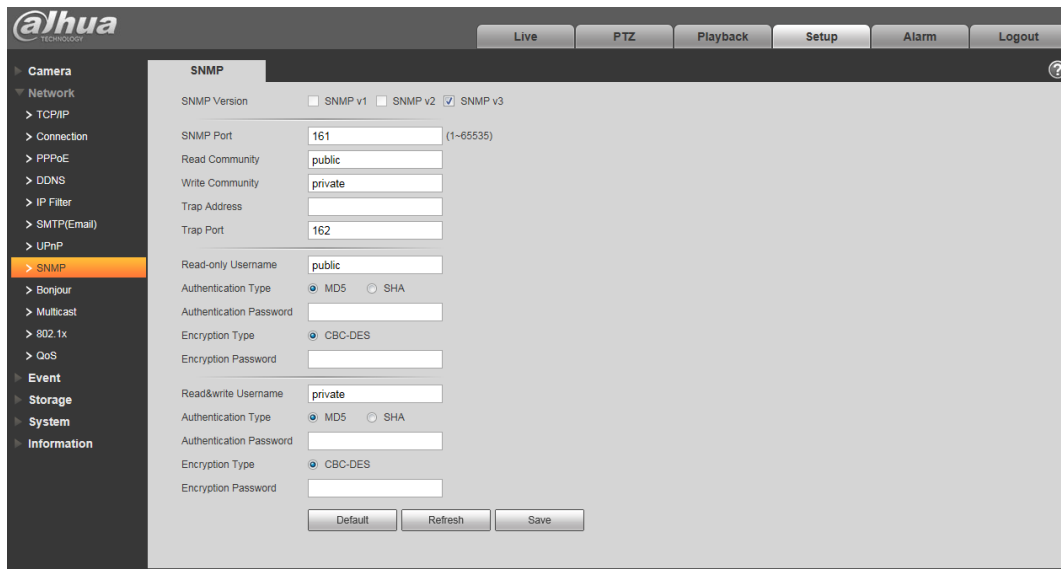 alhua
TECHNOLOGY
Live PTZ Playback Setup Alarm Logout
Camera
Network
> TCP/IP
> Connection
> PPPoE
> DDNS
> IP Filter
> SMTP(Email)
> UPnP
> SNMP
> Bonjour
> Multicast
> 802.1x
> QoS
Event
Storage
System
Information
SNMP
?
SNMP Version SNMP v1 SNMP v2 SNMP v3
SNMP Port 161 (1~65535)
Read Community public
Write Community private
Trap Address
Trap Port 162
Read-only Username public
Authentication Type MD5 SHA
Authentication Password
Encryption Type CBC-DES
Encryption Password
Read&write Username private
Authentication Type MD5 SHA
Authentication Password
Encryption Type CBC-DES
Encryption Password
Default Refresh Save